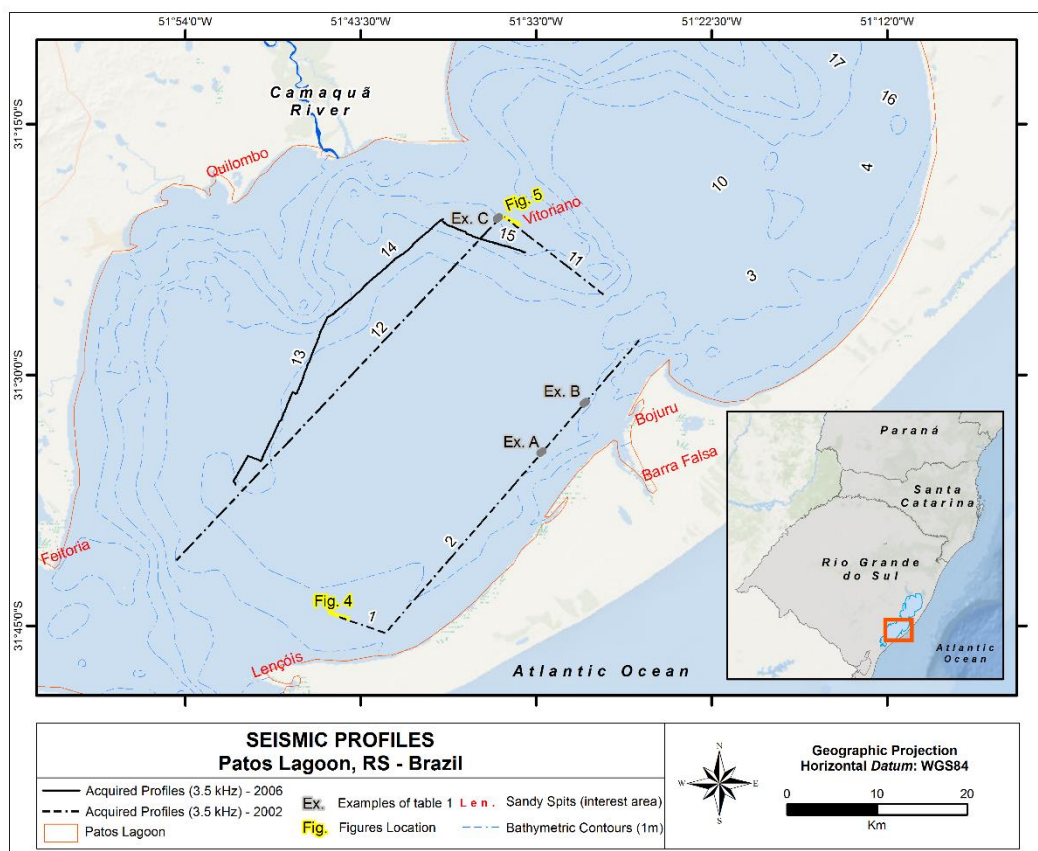 51°54'0"W
51°43'30"W
51°33'0"W
51°22'30"W
51°12'0"W
31°15'0"S
31°30'0"S
31°45'0"S
Camaquã
River
Quilombo
17
16
4
10
3
Fig. 5
Ex. C
Vitoriano
15
11
14
12
13
Ex. B
Ex. A
Bojuru
Barra Falsa
2
Feitoria
Fig. 4
1
Lençóis
Atlantic Ocean
Paraná
Santa
Catarina
Rio Grande
do Sul
Atlantic
Ocean
SEISMIC PROFILES
Patos Lagoon, RS - Brazil
Acquired Profiles (3.5 kHz) - 2006
Acquired Profiles (3.5 kHz) - 2002
Patos Lagoon
Ex. Examples of table 1
Fig. Figures Location
Len. Sandy Spits (interest area)
Bathymetric Contours (1m)
N
W E
S
Geographic Projection
Horizontal Datum: WGS84
0 10 20
Km